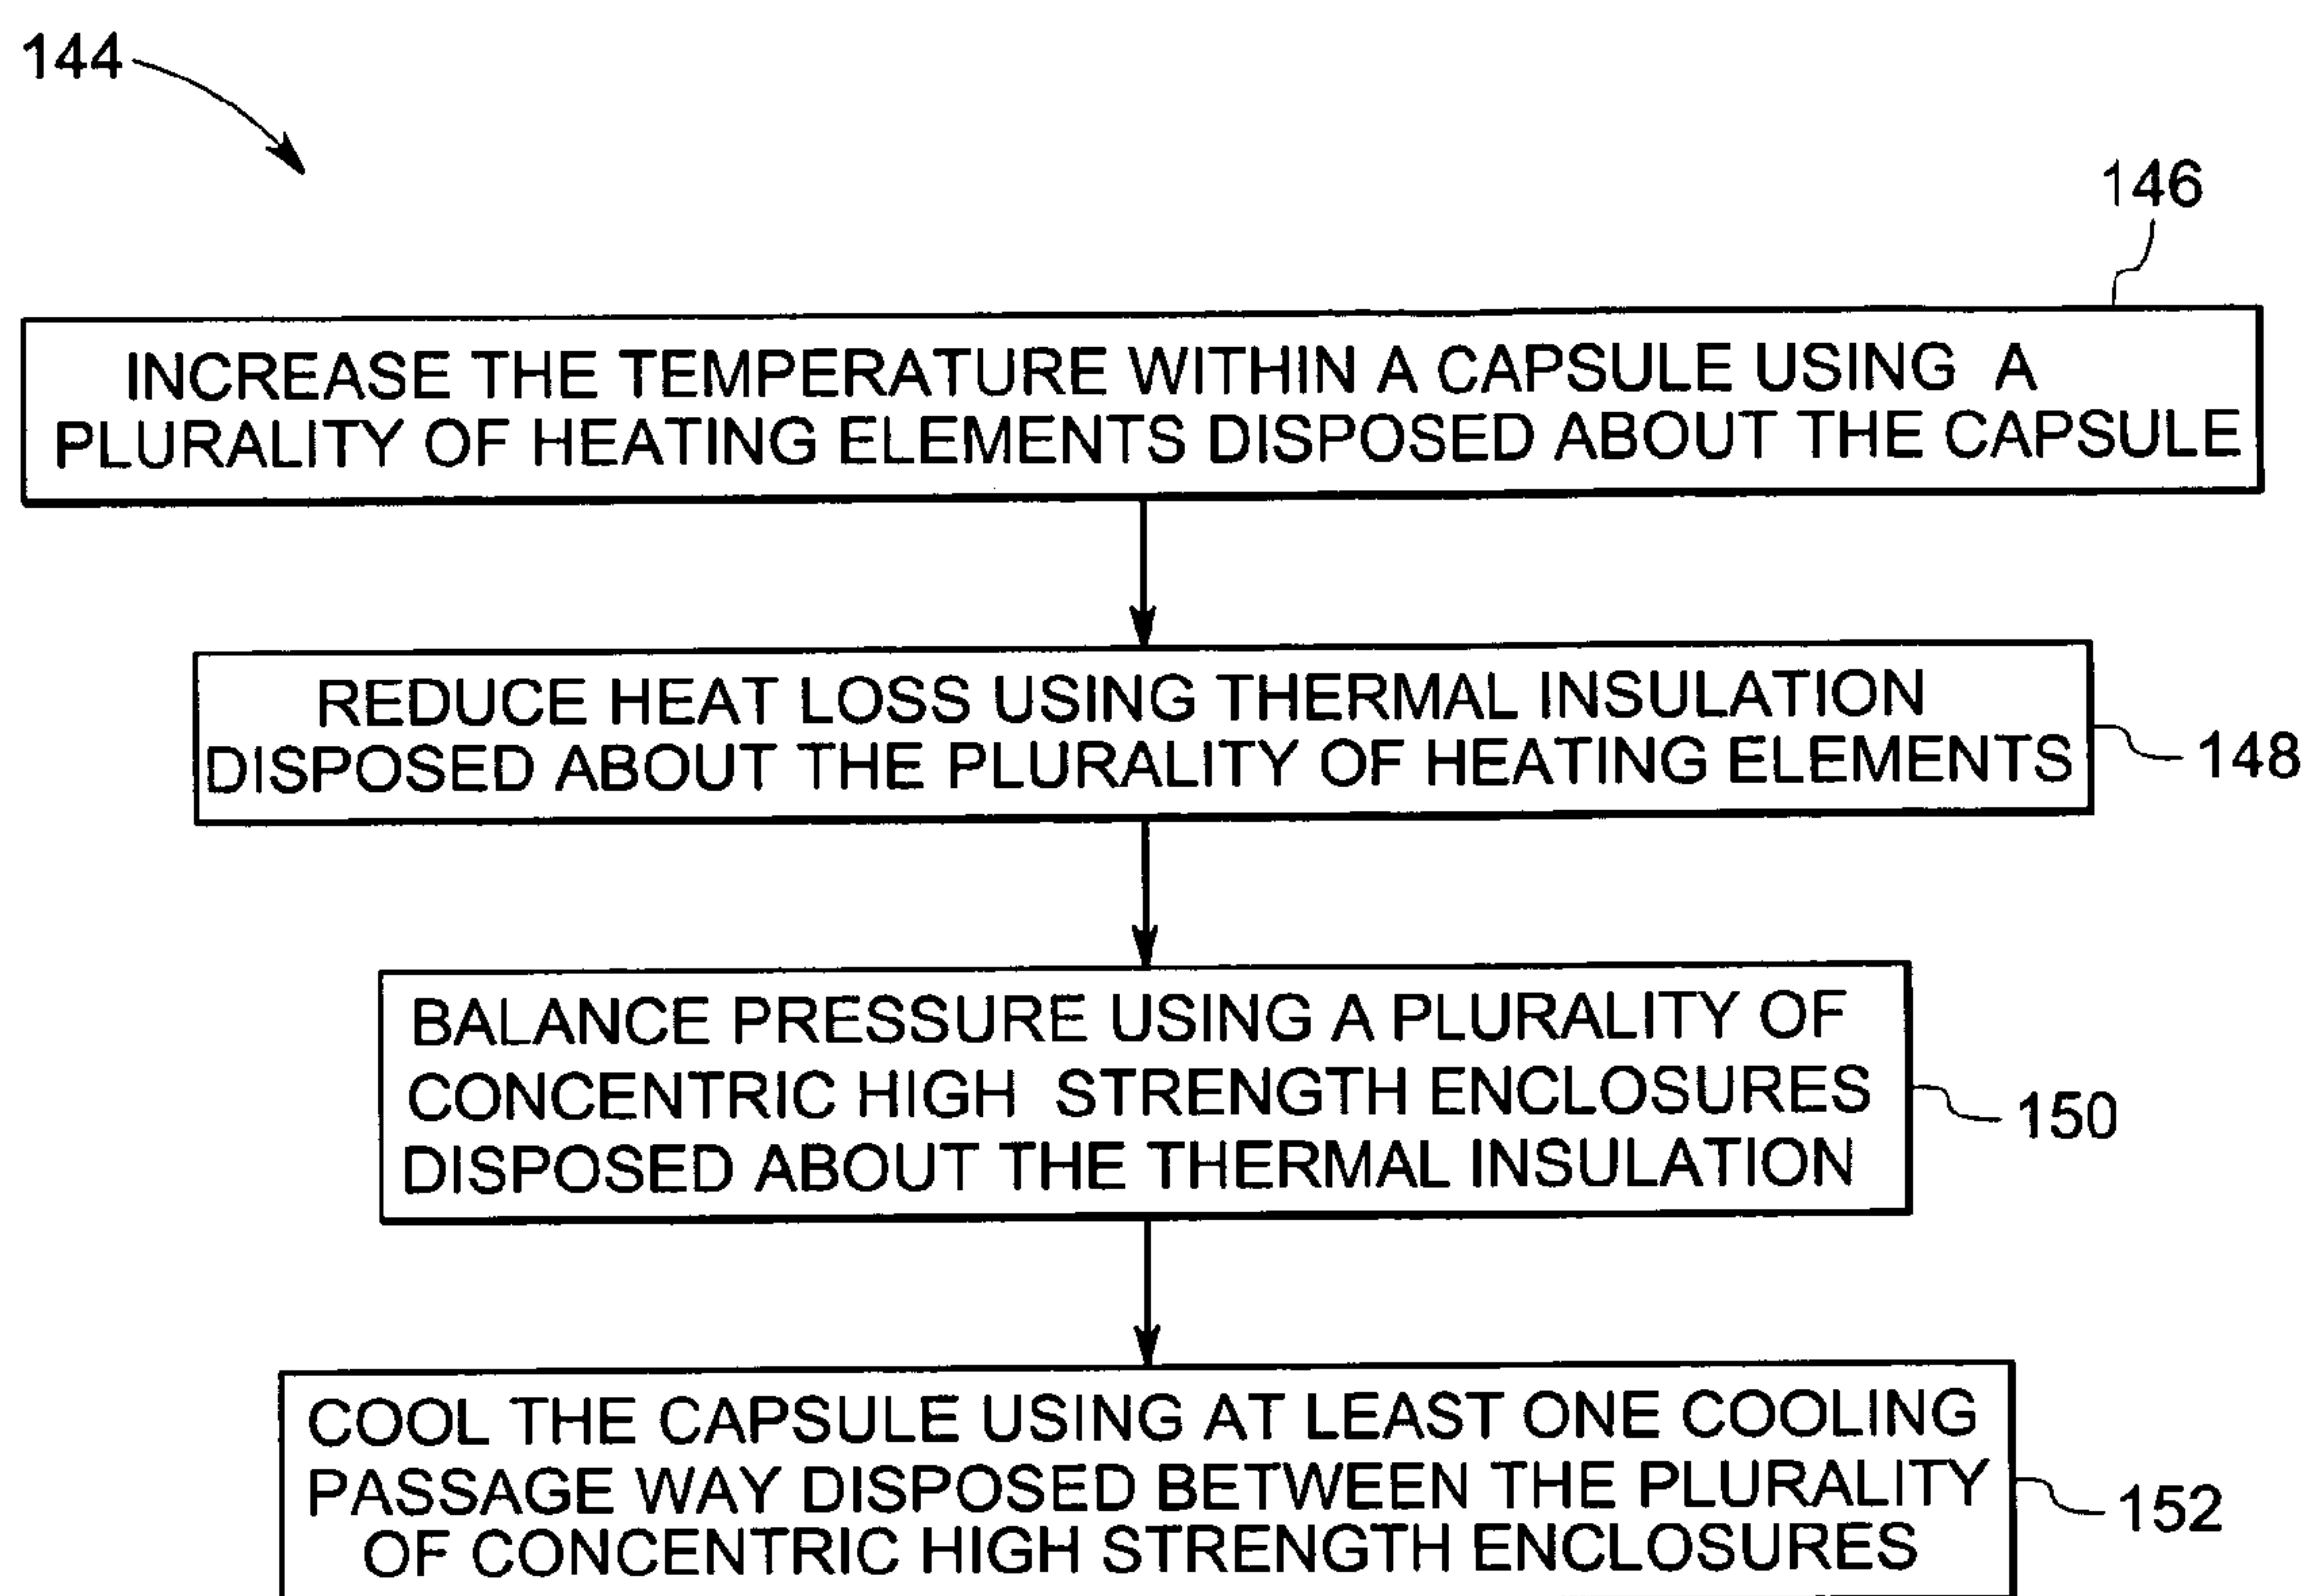 144
146
INCREASE THE TEMPERATURE WITHIN A CAPSULE USING A
PLURALITY OF HEATING ELEMENTS DISPOSED ABOUT THE CAPSULE
REDUCE HEAT LOSS USING THERMAL INSULATION
DISPOSED ABOUT THE PLURALITY OF HEATING ELEMENTS
148
BALANCE PRESSURE USING A PLURALITY OF
CONCENTRIC HIGH STRENGTH ENCLOSURES
DISPOSED ABOUT THE THERMAL INSULATION
150
COOL THE CAPSULE USING AT LEAST ONE COOLING
PASSAGE WAY DISPOSED BETWEEN THE PLURALITY
OF CONCENTRIC HIGH STRENGTH ENCLOSURES
152